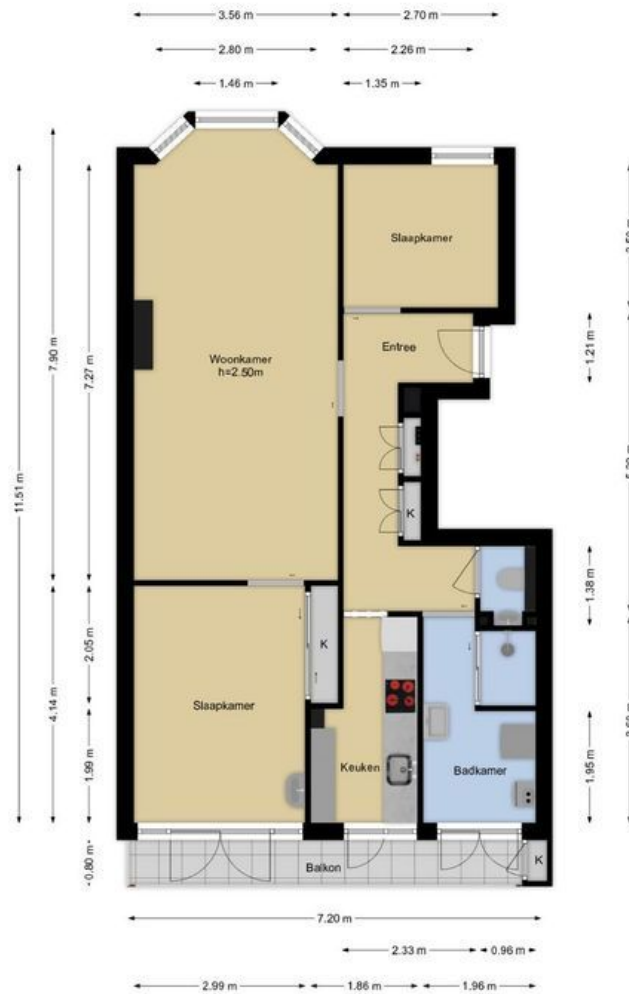 3.56 m
2.70 m
2.80 m
2.26 m
1.46 m
1.35 m
Slaapkamer
Entree
1.21 m
7.90 m
7.27 m
Woonkamer
h=2.50m
11.51 m
K
1.38 m
2.05 m
K
4.14 m
Slaapkamer
1.99 m
Keuken
Badkamer
1.95 m
0.80 m
Balkon
K
7.20 m
2.33 m
0.96 m
2.99 m
1.86 m
1.96 m